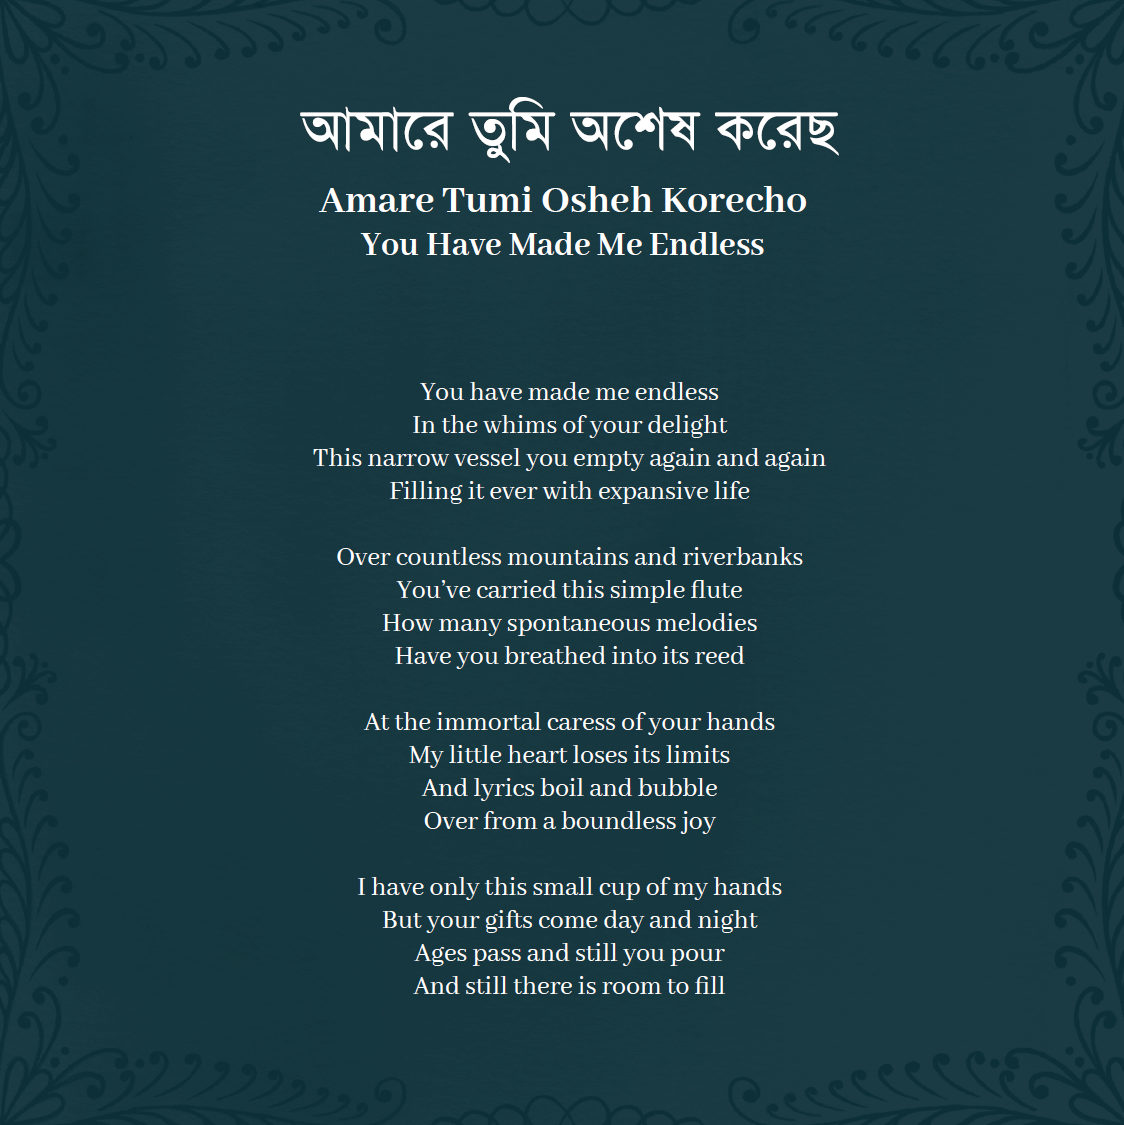 আমারে তুমি অশেষ করেছ
Amare Tumi Osheh Korecho
You Have Made Me Endless
You have made me endless
In the whims of your delight
This narrow vessel you empty again and again
Filling it ever with expansive life
Over countless mountains and riverbanks
You’ve carried this simple flute
How many spontaneous melodies
Have you breathed into its reed
At the immortal caress of your hands
My little heart loses its limits
And lyrics boil and bubble
Over from a boundless joy
I have only this small cup of my hands
But your gifts come day and night
Ages pass and still you pour
And still there is room to fill